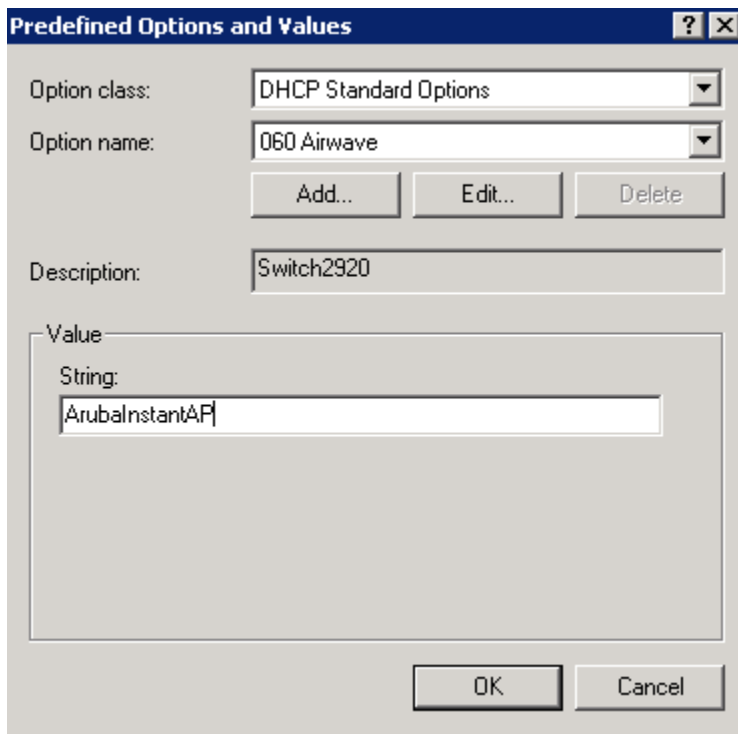 Predefined Options and Values
Option class:
DHCP Standard Options
Option name:
060 Airwave
Add...
Edit...
Delete
Description:
Switch2920
Value
String:
ArubaInstantAP
OK
Cancel